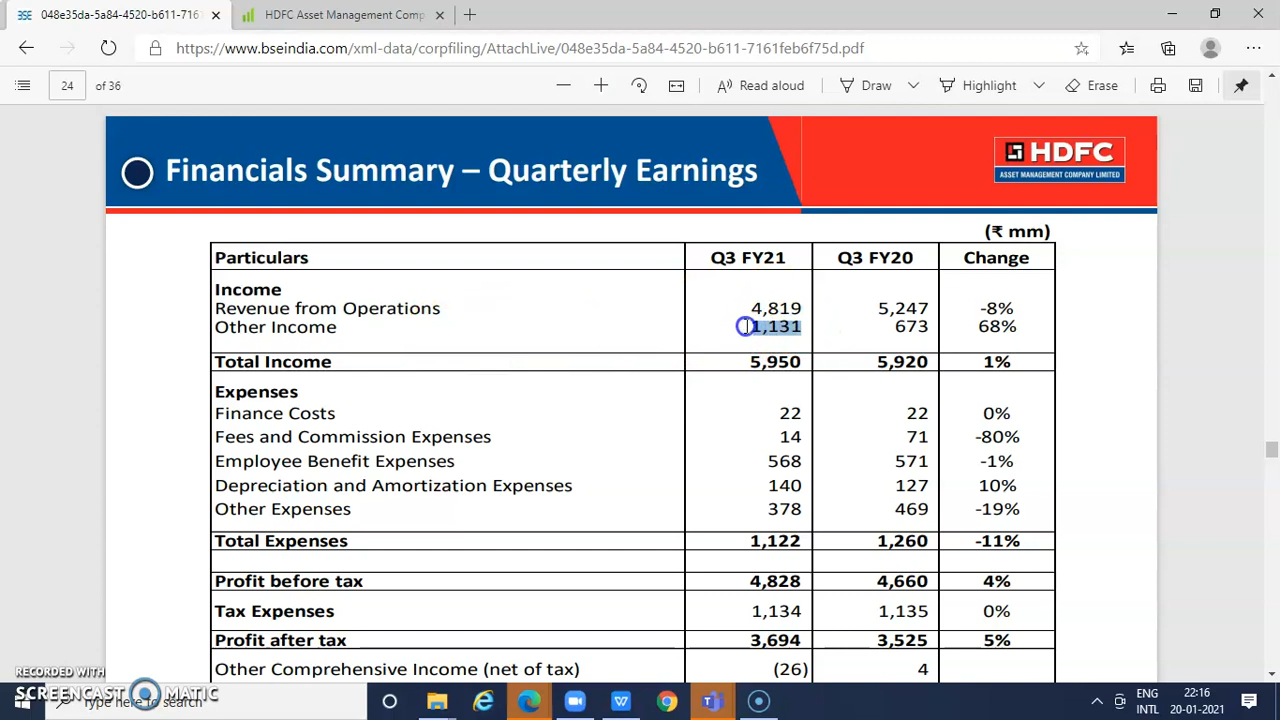 048e35da-5a84-4520-b611-7161
HDFC Asset Management Comp
https://www.bseindia.com/xml-data/corpfiling/AttachLive/048e35da-5a84-4520-b611-7161feb6f75d.pdf
24 of 36
Read aloud
Draw
Highlight
Erase
Financials Summary – Quarterly Earnings
HDFC
ASSET MANAGEMENT COMPANY LIMITED
(₹ mm)
Particulars Q3 FY21 Q3 FY20 Change
Income
Revenue from Operations 4,819 5,247 -8%
Other Income 1,131 673 68%
Total Income 5,950 5,920 1%
Expenses
Finance Costs 22 22 0%
Fees and Commission Expenses 14 71 -80%
Employee Benefit Expenses 568 571 -1%
Depreciation and Amortization Expenses 140 127 10%
Other Expenses 378 469 -19%
Total Expenses 1,122 1,260 -11%
Profit before tax 4,828 4,660 4%
Tax Expenses 1,134 1,135 0%
Profit after tax 3,694 3,525 5%
Other Comprehensive Income (net of tax) (26) 4
RECORDED WITH
SCREENCAST MATIC
Type here to search
ENG
INTL
22:16
20-01-2021